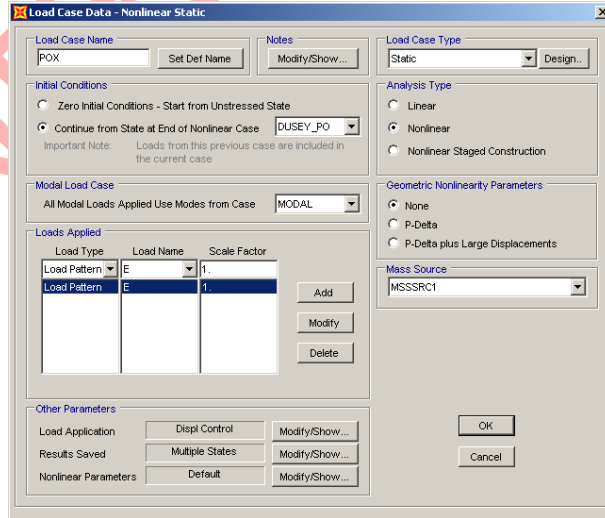 Load Case Data - Nonlinear Static
Load Case Name
POX
Set Def Name
Notes
Modify/Show...
Load Case Type
Static
Design..
Initial Conditions
Zero Initial Conditions - Start from Unstressed State
Continue from State at End of Nonlinear Case
DUSEY_PO
Important Note: Loads from this previous case are included in
the current case
Analysis Type
Linear
Nonlinear
Nonlinear Staged Construction
Modal Load Case
All Modal Loads Applied Use Modes from Case
MODAL
Geometric Nonlinearity Parameters
None
P-Delta
P-Delta plus Large Displacements
Loads Applied
Load Type Load Name Scale Factor
Load Pattern E 1.
Load Pattern E 1.
Add
Modify
Delete
Mass Source
MSSSRC1
Other Parameters
Load Application Displ Control Modify/Show...
Results Saved Multiple States Modify/Show...
Nonlinear Parameters Default Modify/Show...
OK
Cancel